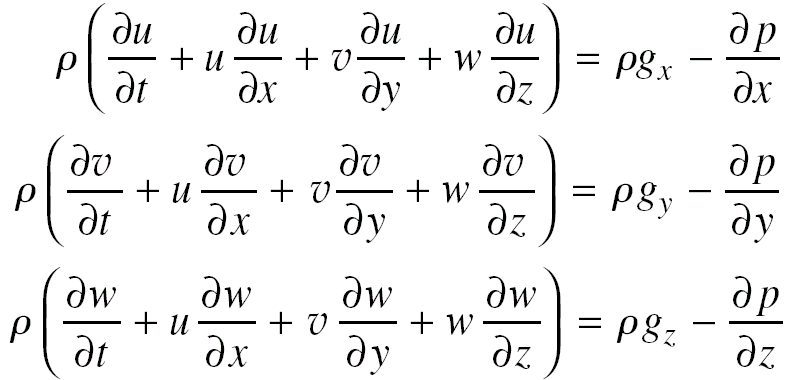 ρ(∂u/∂t + u ∂u/∂x + v ∂u/∂y + w ∂u/∂z) = ρg_x − ∂p/∂x
ρ(∂v/∂t + u ∂v/∂x + v ∂v/∂y + w ∂v/∂z) = ρg_y − ∂p/∂y
ρ(∂w/∂t + u ∂w/∂x + v ∂w/∂y + w ∂w/∂z) = ρg_z − ∂p/∂z